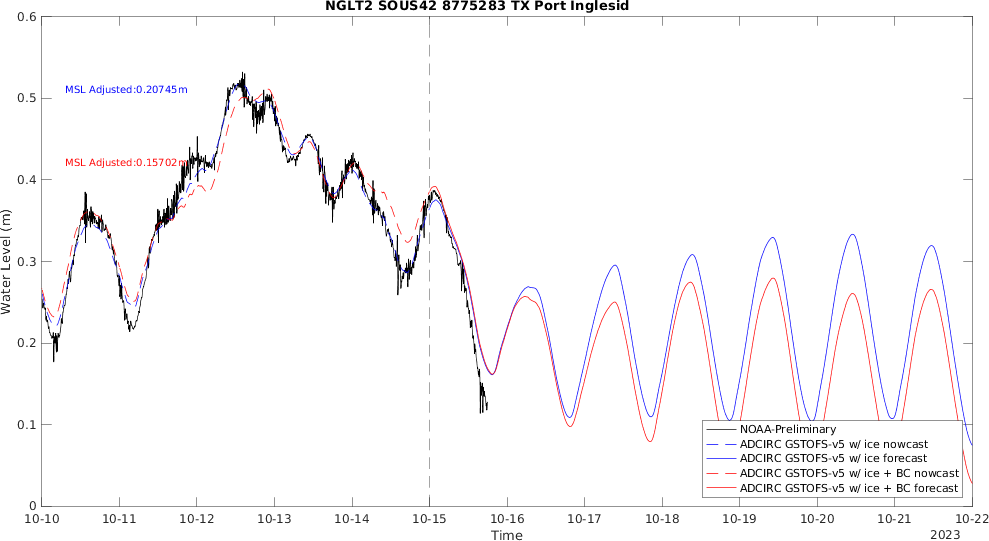 NGLT2 SOUS42 8775283 TX Port Inglesid
0.6
0.5
0.4
0.3
0.2
0.1
0
Water Level (m)
MSL Adjusted:0.20745m
MSL Adjusted:0.15702m
NOAA-Preliminary
ADCIRC GSTOFS-v5 w/ ice nowcast
ADCIRC GSTOFS-v5 w/ ice forecast
ADCIRC GSTOFS-v5 w/ ice + BC nowcast
ADCIRC GSTOFS-v5 w/ ice + BC forecast
10-10 10-11 10-12 10-13 10-14 10-15 10-16 10-17 10-18 10-19 10-20 10-21 10-22
Time
2023